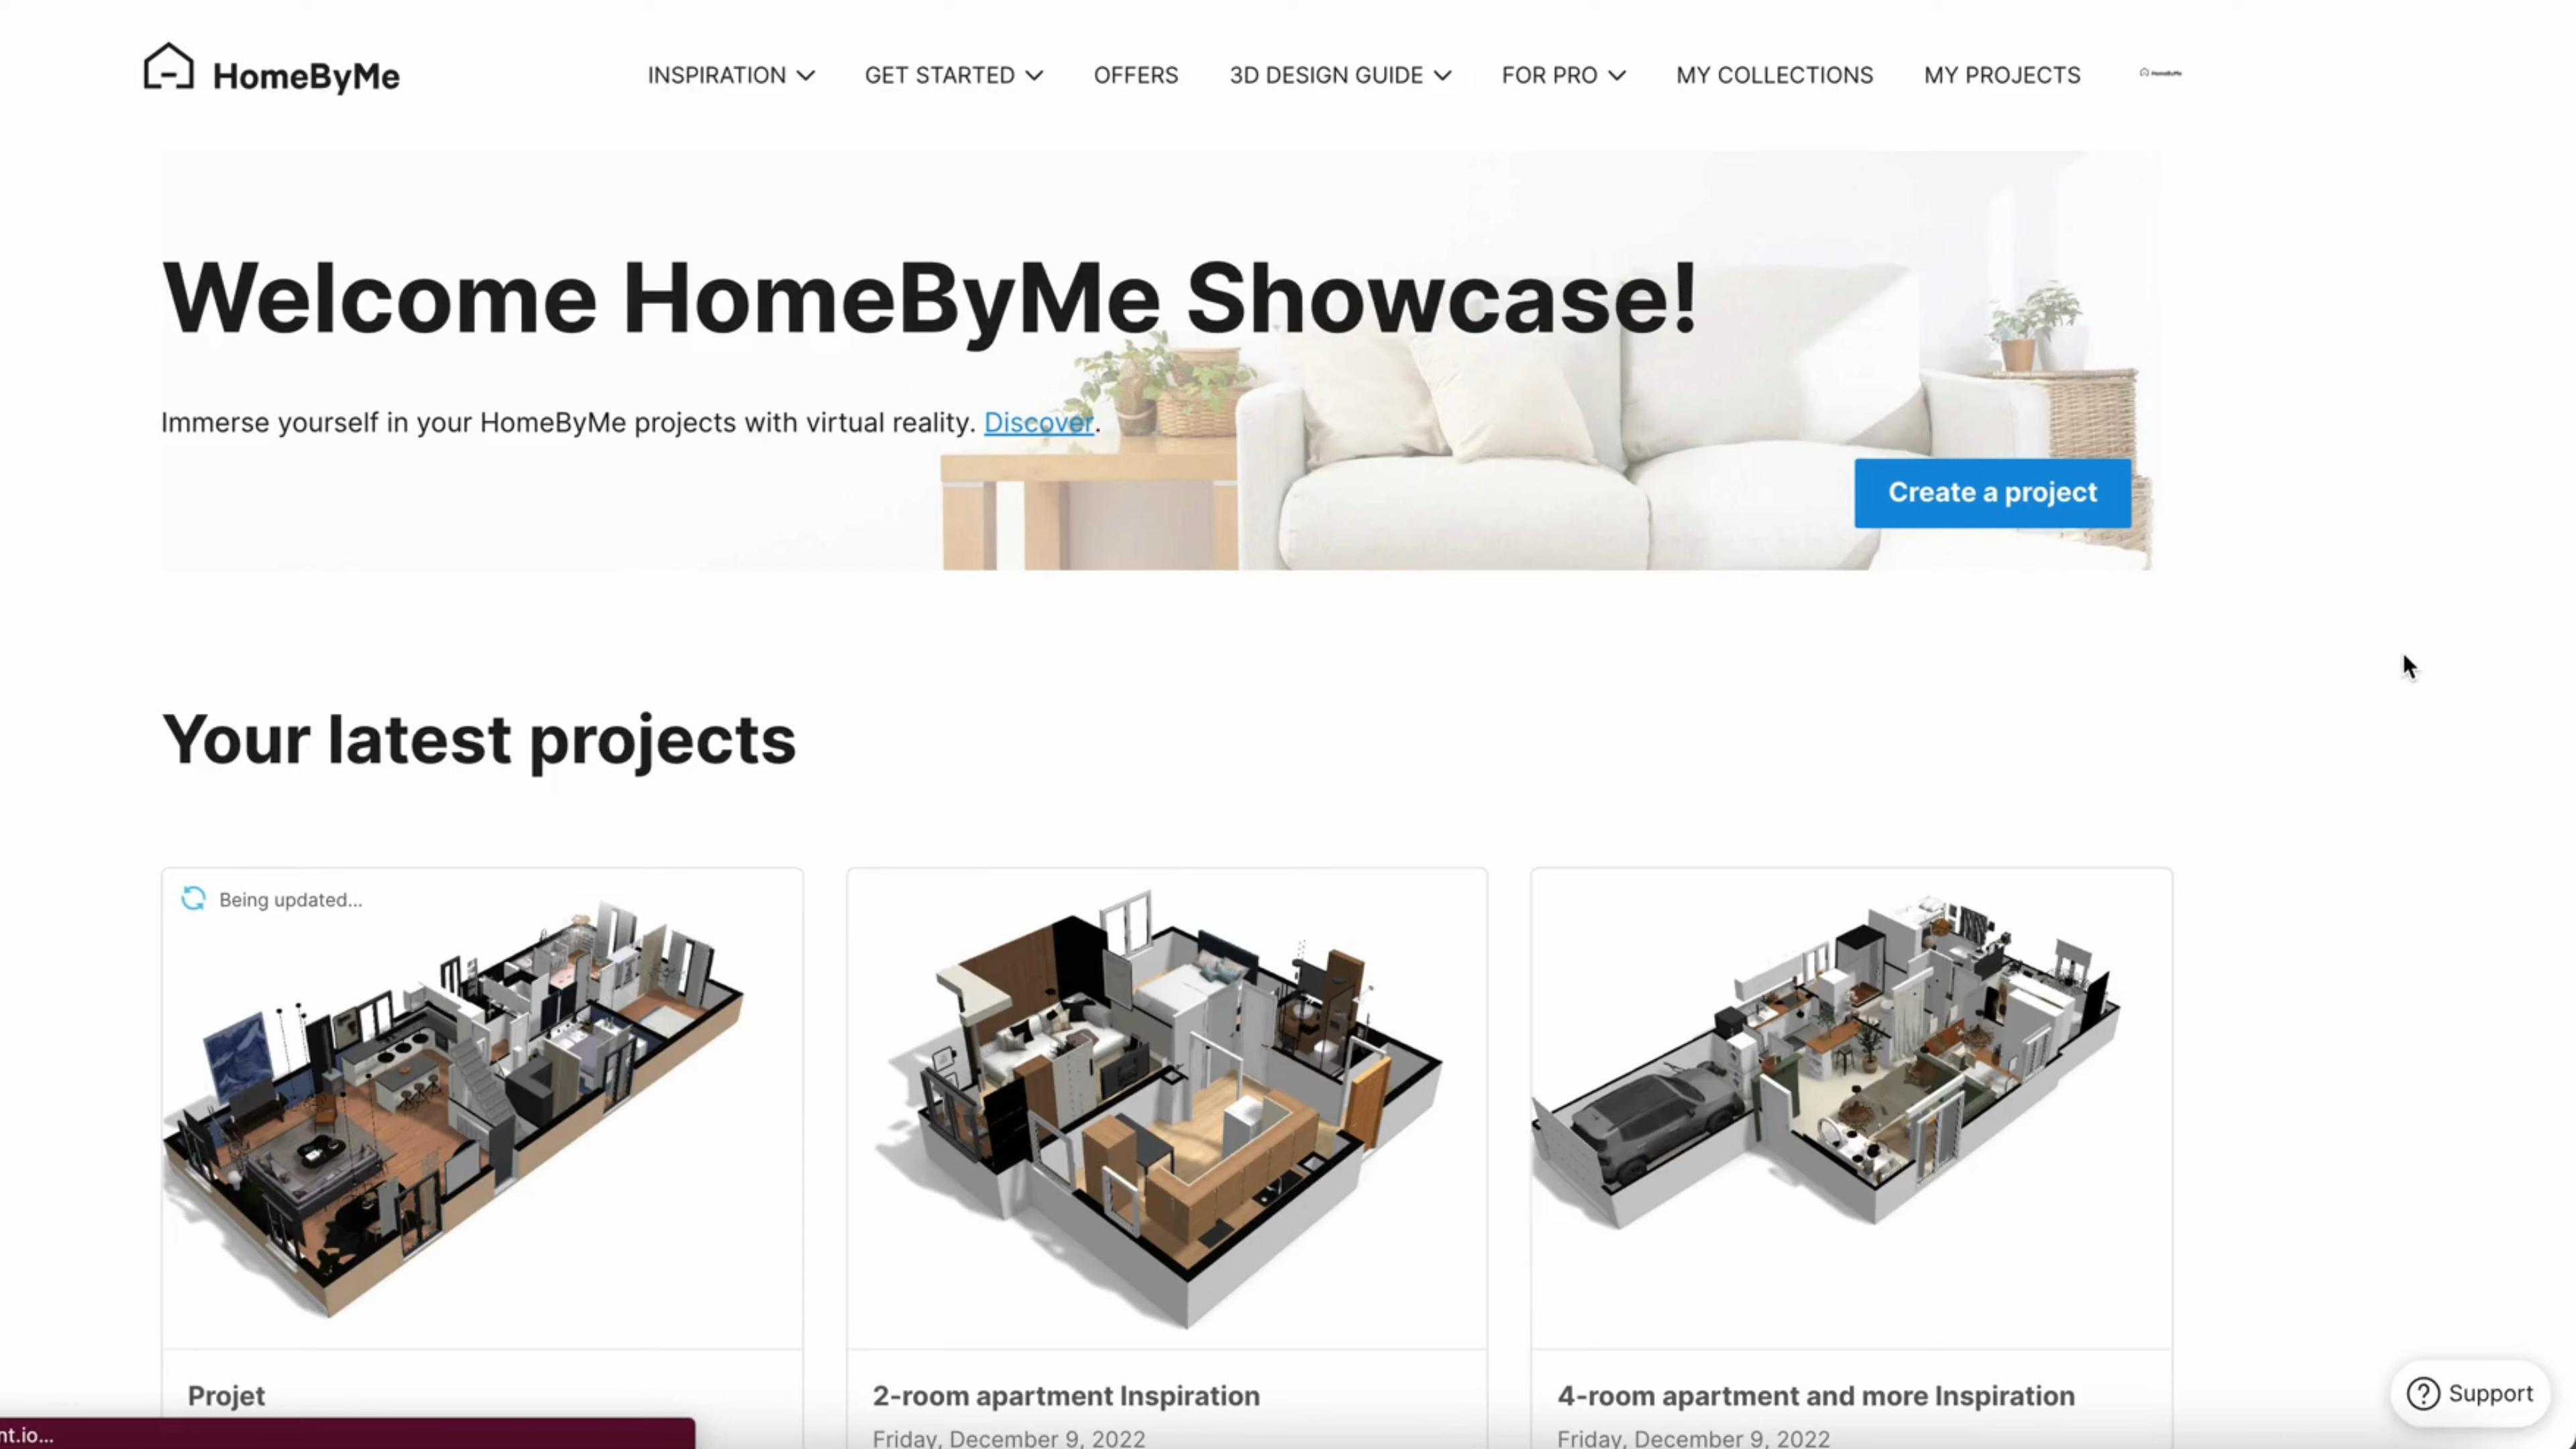 HomeByMe
INSPIRATION
GET STARTED
OFFERS
3D DESIGN GUIDE
FOR PRO
MY COLLECTIONS
MY PROJECTS
HomeByMe
Welcome HomeByMe Showcase!
Immerse yourself in your HomeByMe projects with virtual reality. Discover.
Create a project
Your latest projects
Being updated...
Projet
2-room apartment Inspiration
Friday, December 9, 2022
4-room apartment and more Inspiration
Friday, December 9, 2022
Support
nt.io...